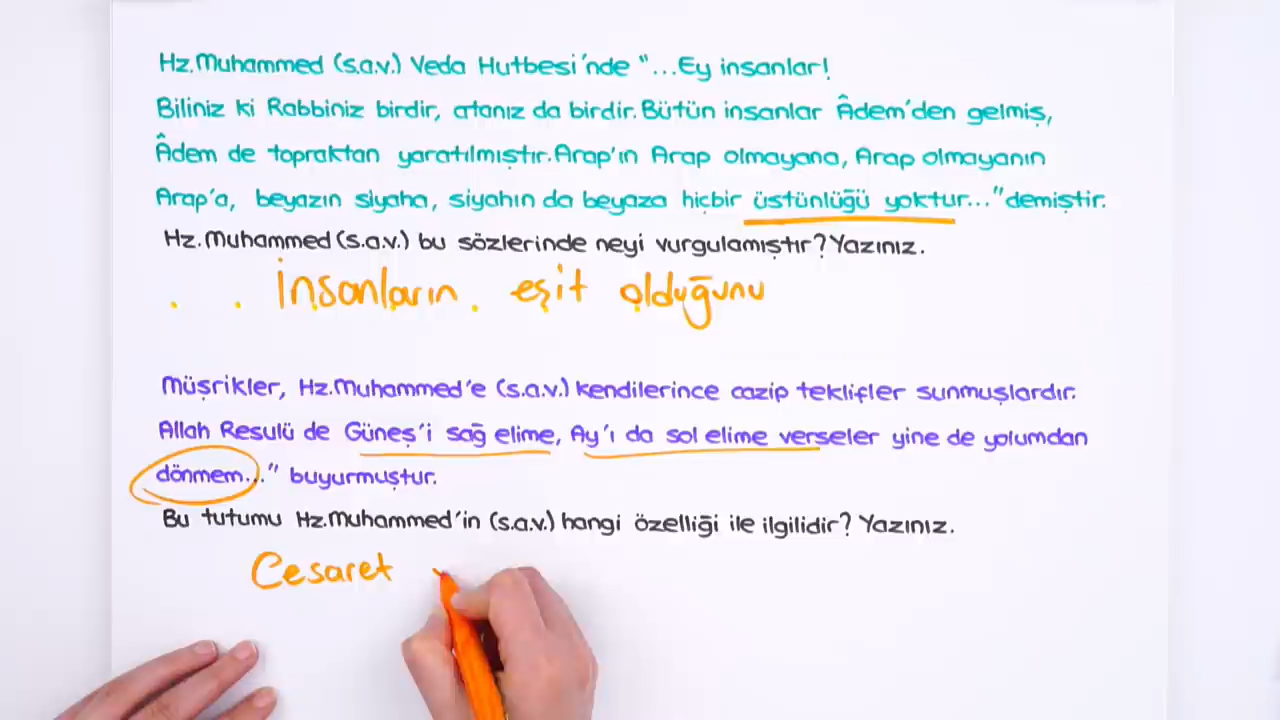 Hz.Muhammed (s.a.v.) Veda Hutbesi'nde "...Ey insanlar!
Biliniz ki Rabbiniz birdir, atanız da birdir. Bütün insanlar Âdem'den gelmiş,
Âdem de topraktan yaratılmıştır. Arap'ın Arap olmayana, Arap olmayanın
Arap'a, beyazın siyaha, siyahın da beyaza hiçbir üstünlüğü yoktur..." demiştir.
Hz.Muhammed (s.a.v.) bu sözlerinde neyi vurgulamıştır? Yazınız.
İnsanların eşit olduğunu
Müşrikler, Hz.Muhammed'e (s.a.v.) kendilerince cazip teklifler sunmuşlardır.
Allah Resulü de Güneş'i sağ elime, Ay'ı da sol elime verseler yine de yolumdan
dönmem..." buyurmuştur.
Bu tutumu Hz.Muhammed'in (s.a.v.) hangi özelliği ile ilgilidir? Yazınız.
Cesaret